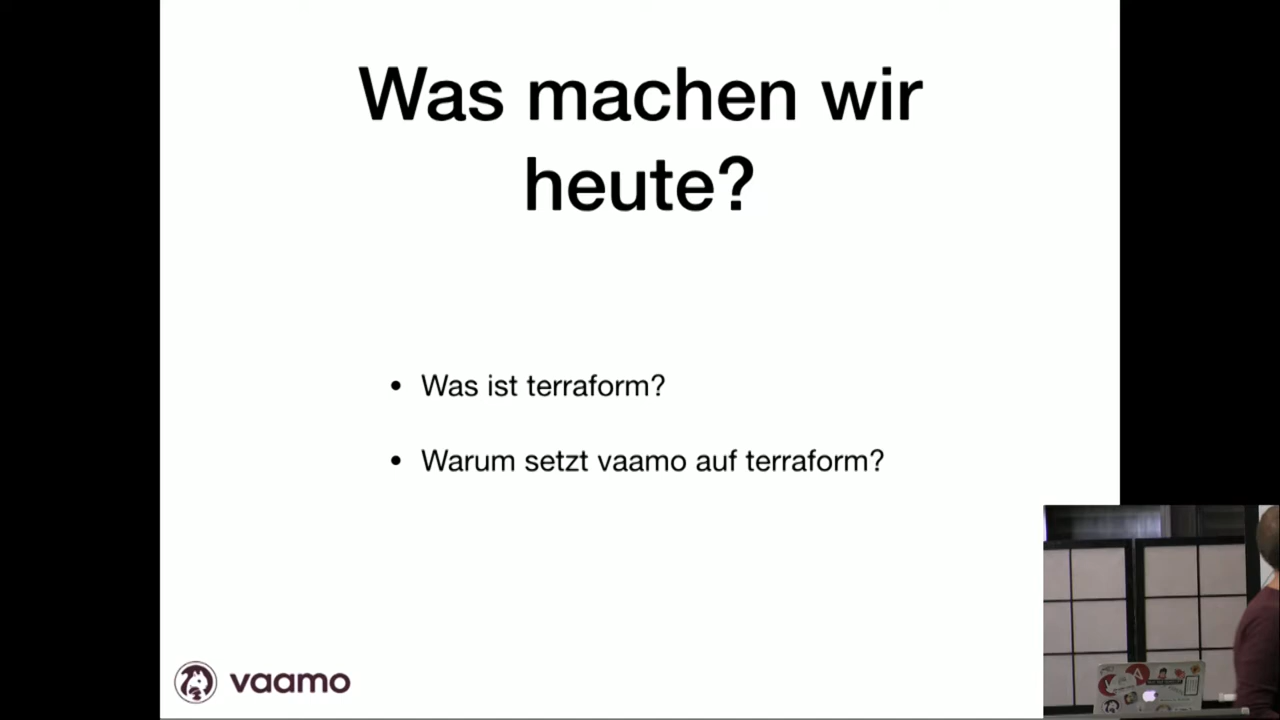 Was machen wir
heute?
• Was ist terraform?
• Warum setzt vaamo auf terraform?
vaamo